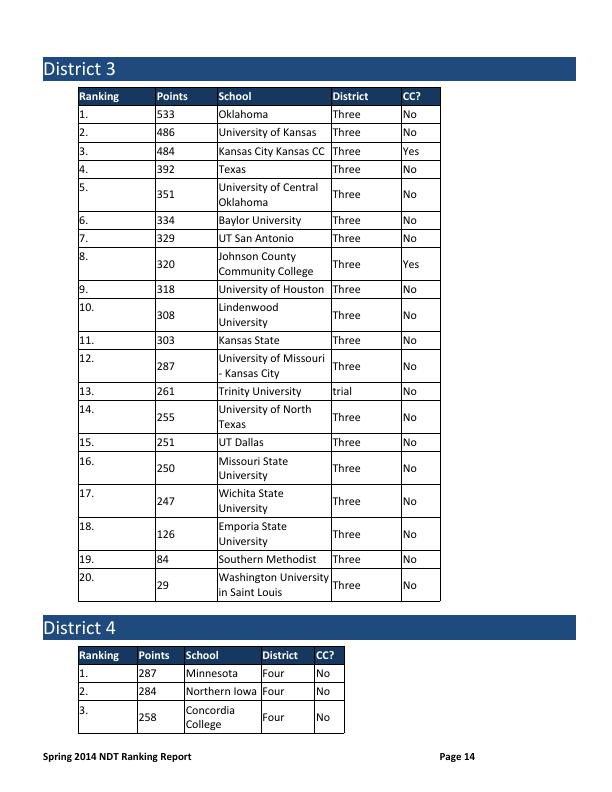 District 3
Ranking Points School District CC?
1. 533 Oklahoma Three No
2. 486 University of Kansas Three No
3. 484 Kansas City Kansas CC Three Yes
4. 392 Texas Three No
5. 351 University of Central Three No
Oklahoma
6. 334 Baylor University Three No
7. 329 UT San Antonio Three No
8. 320 Johnson County Three Yes
Community College
9. 318 University of Houston Three No
10. 308 Lindenwood Three No
University
11. 303 Kansas State Three No
12. 287 University of Missouri Three No
- Kansas City
13. 261 Trinity University trial No
14. 255 University of North Three No
Texas
15. 251 UT Dallas Three No
16. 250 Missouri State Three No
University
17. 247 Wichita State Three No
University
18. 126 Emporia State Three No
University
19. 84 Southern Methodist Three No
20. 29 Washington University Three No
in Saint Louis
District 4
Ranking Points School District CC?
1. 287 Minnesota Four No
2. 284 Northern Iowa Four No
3. 258 Concordia Four No
College
Spring 2014 NDT Ranking Report Page 14